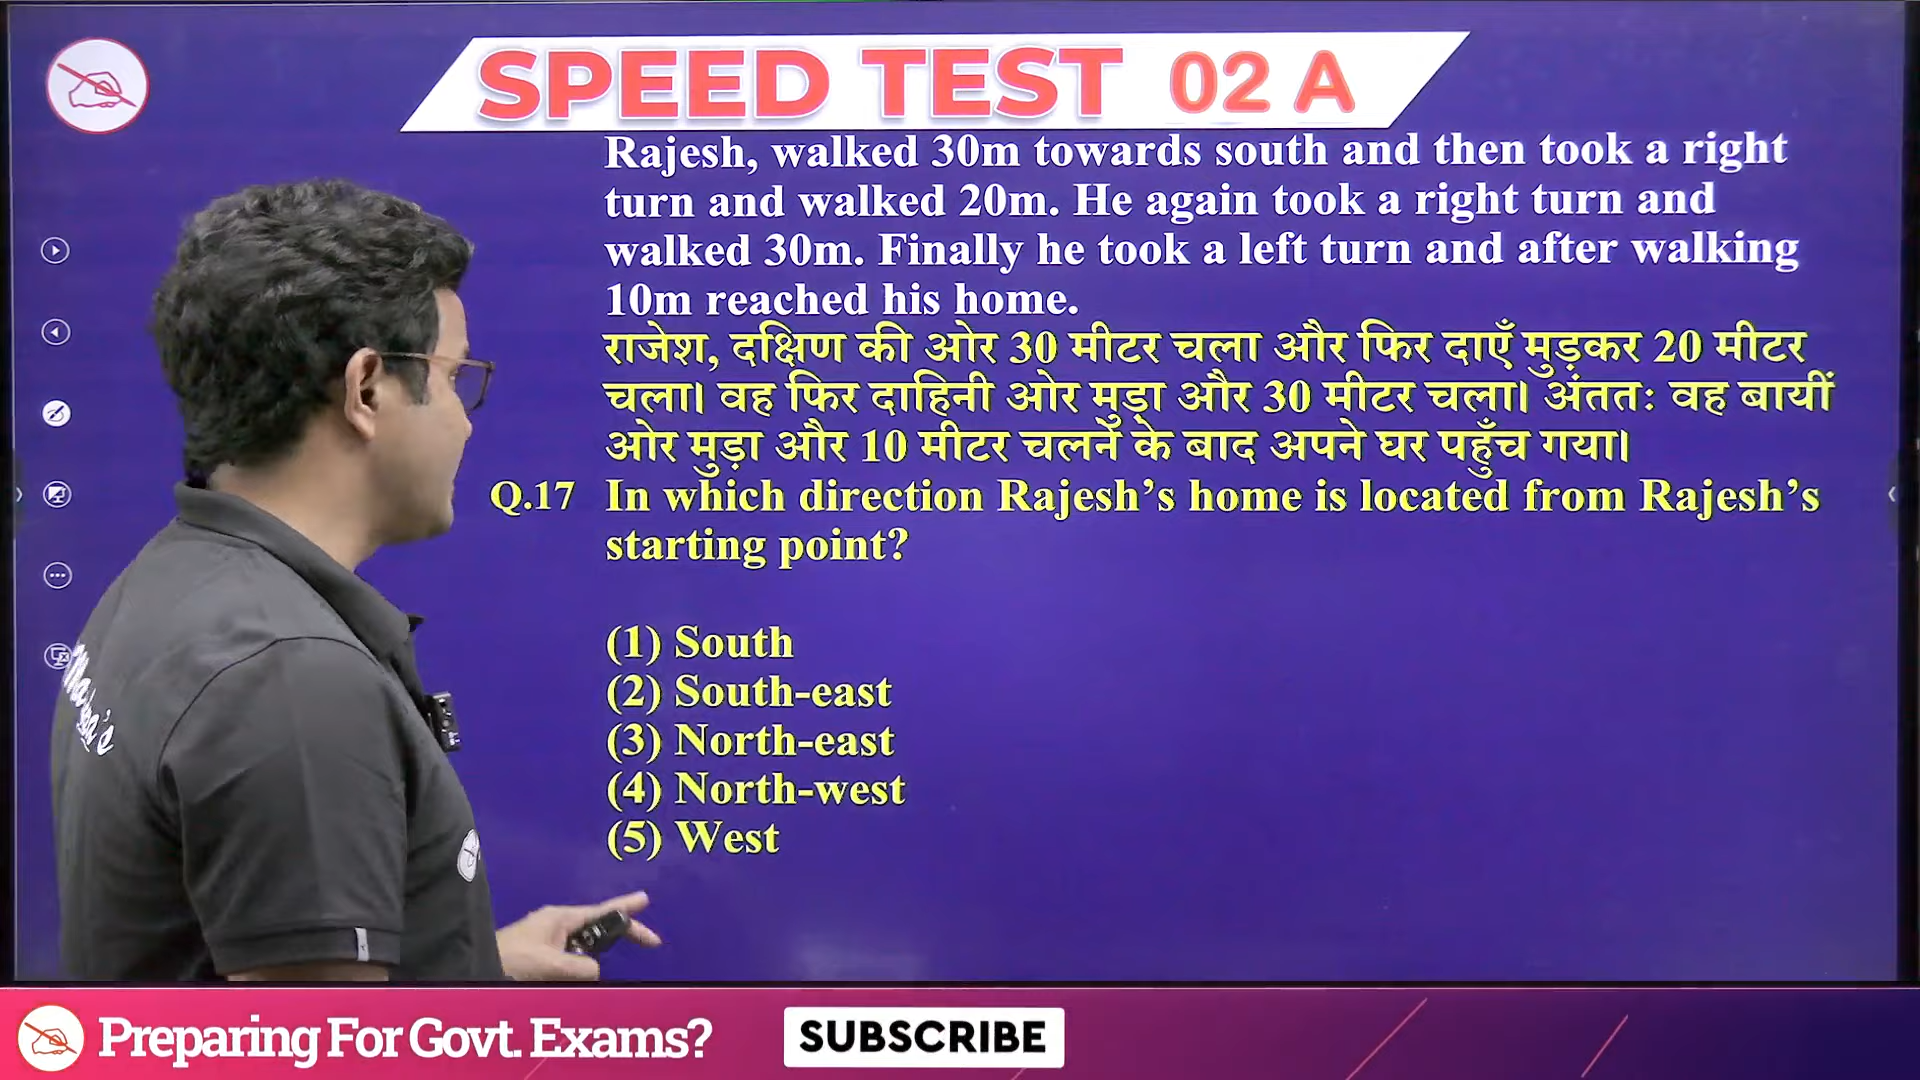 SPEED TEST 02 A
Rajesh, walked 30m towards south and then took a right
turn and walked 20m. He again took a right turn and
walked 30m. Finally he took a left turn and after walking
10m reached his home.
राजेश, दक्षिण की ओर 30 मीटर चला और फिर दाएँ मुड़कर 20 मीटर
चला। वह फिर दाहिनी ओर मुड़ा और 30 मीटर चला। अंततः वह बायीं
ओर मुड़ा और 10 मीटर चलने के बाद अपने घर पहुँच गया।
Q.17 In which direction Rajesh’s home is located from Rajesh’s
starting point?
(1) South
(2) South-east
(3) North-east
(4) North-west
(5) West
Preparing For Govt. Exams?
SUBSCRIBE